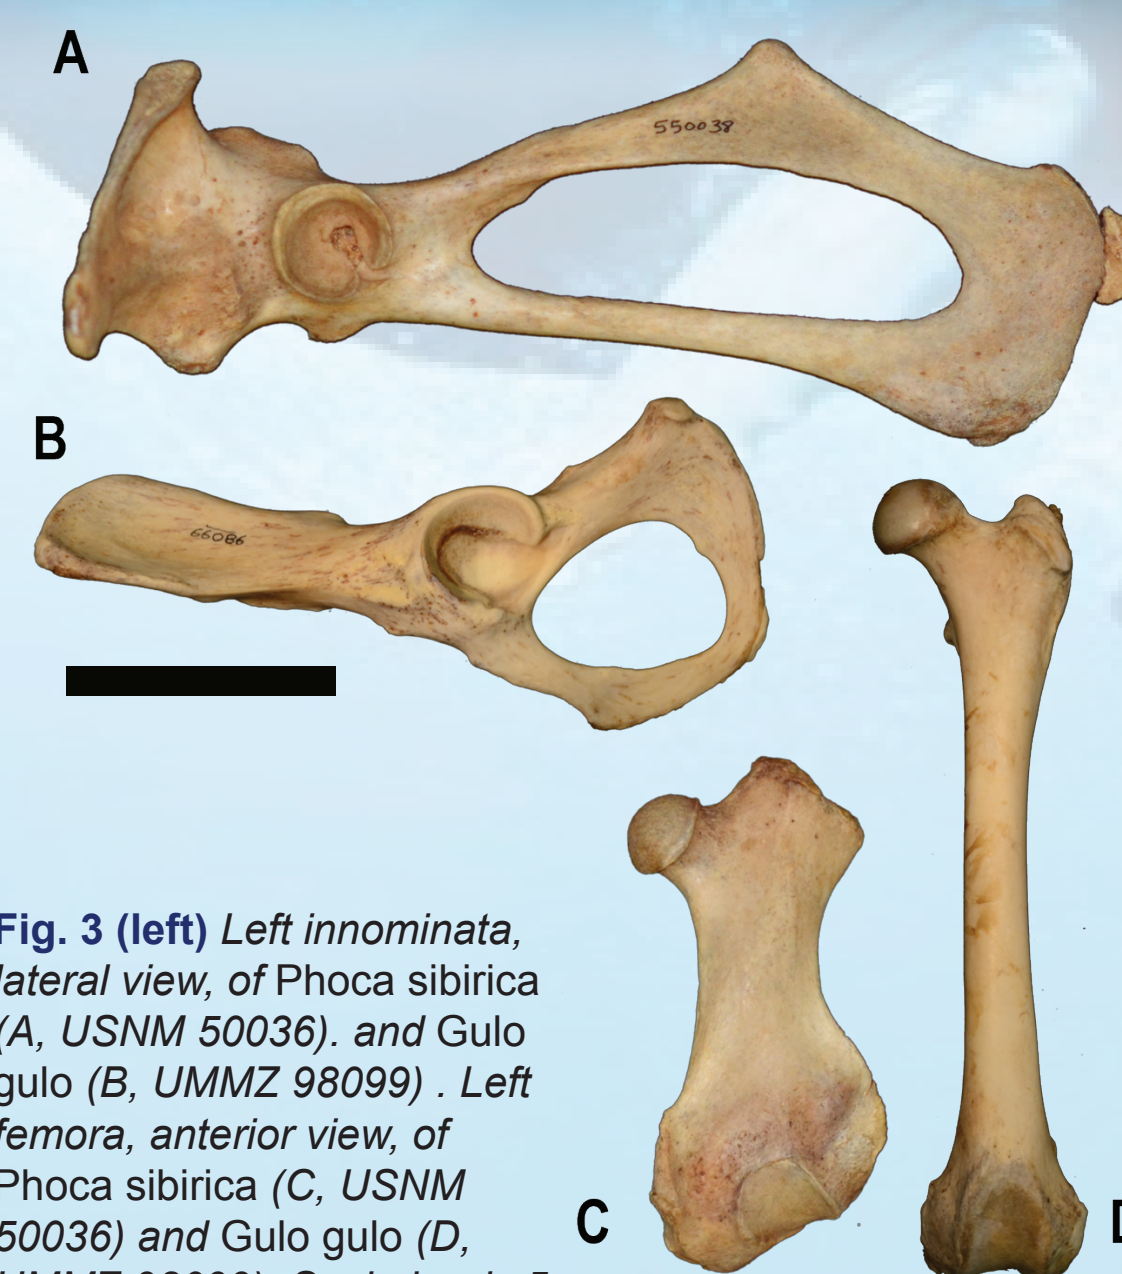 A
550038
B
66086
Fig. 3 (left) Left innominata,
lateral view, of Phoca sibirica
(A, USNM 50036). and Gulo
gulo (B, UMMZ 98099) . Left
femora, anterior view, of
Phoca sibirica (C, USNM
50036) and Gulo gulo (D,
C